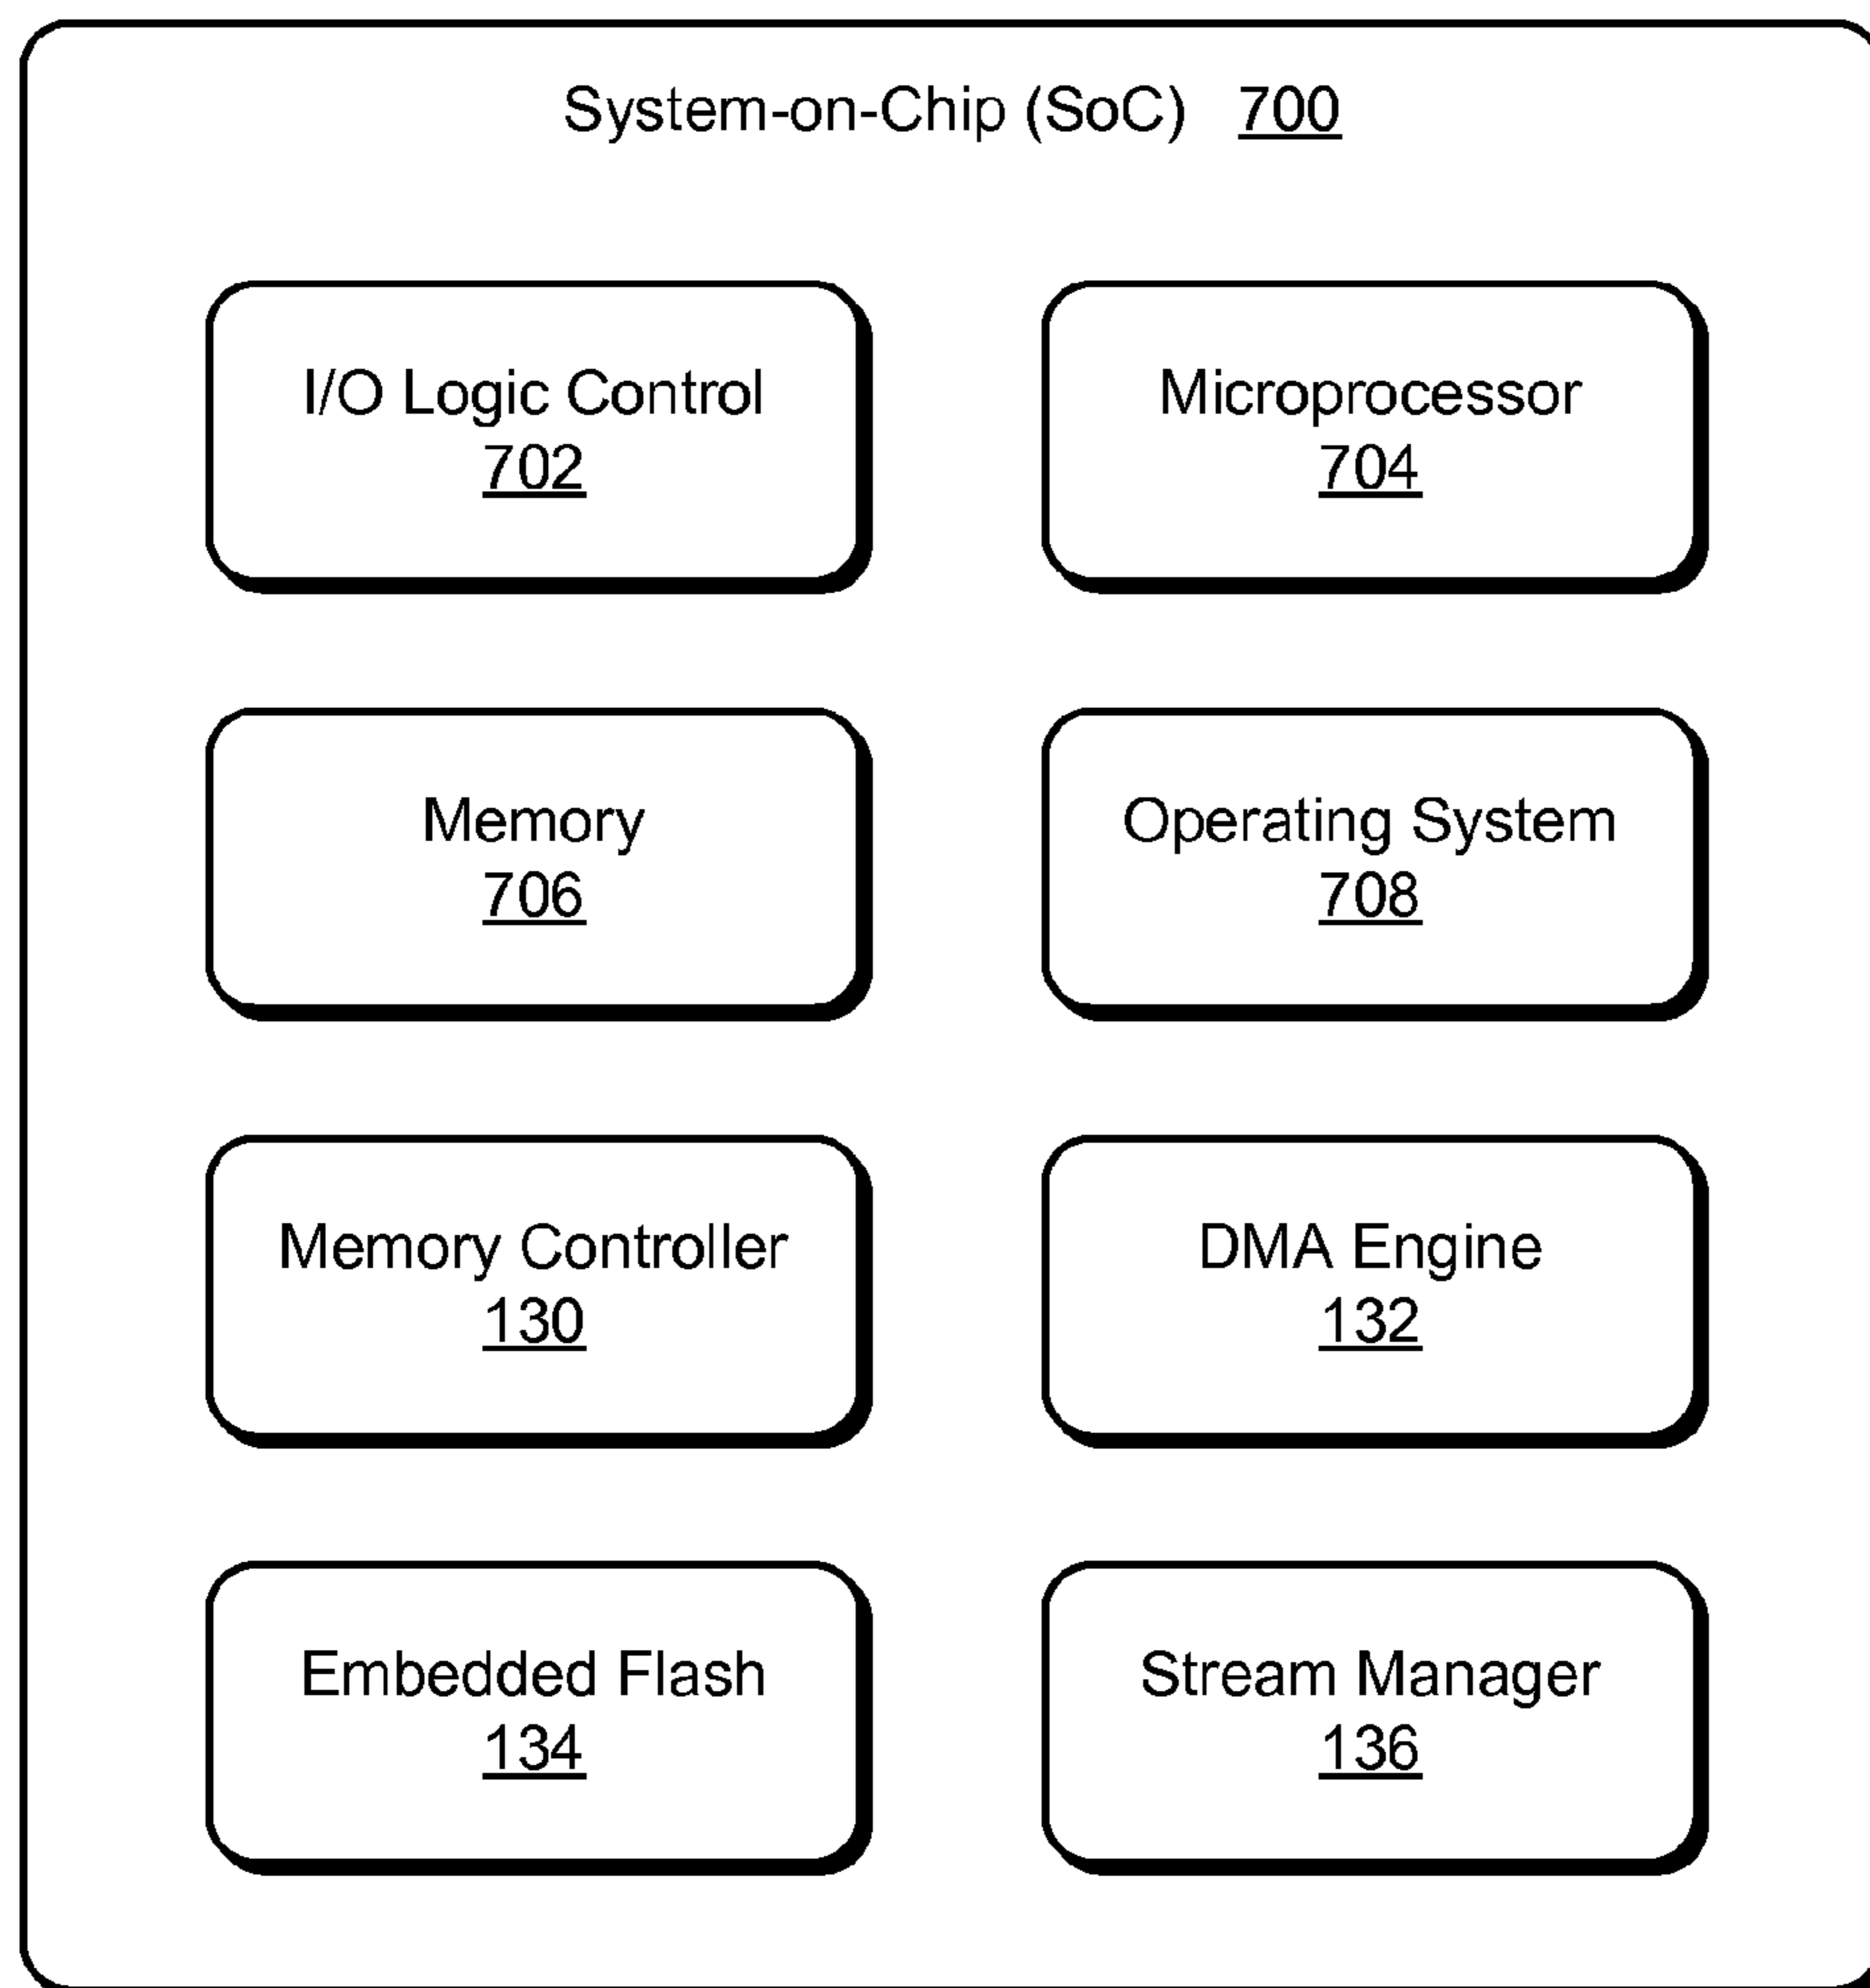 System-on-Chip (SoC) 700
I/O Logic Control
702
Microprocessor
704
Memory
706
Operating System
708
Memory Controller
130
DMA Engine
132
Embedded Flash
134
Stream Manager
136